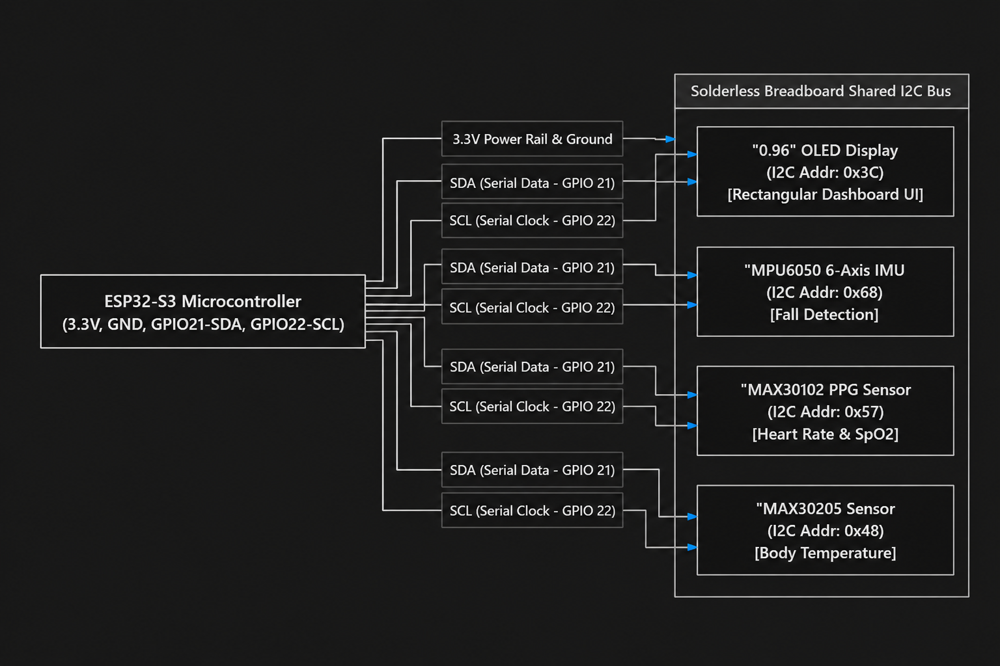 Solderless Breadboard Shared I2C Bus
3.3V Power Rail & Ground
"0.96" OLED Display
(I2C Addr: 0x3C)
[Rectangular Dashboard UI]
SDA (Serial Data - GPIO 21)
SCL (Serial Clock - GPIO 22)
SDA (Serial Data - GPIO 21)
SCL (Serial Clock - GPIO 22)
"MPU6050 6-Axis IMU
(I2C Addr: 0x68)
[Fall Detection]
ESP32-S3 Microcontroller
(3.3V, GND, GPIO21-SDA, GPIO22-SCL)
SDA (Serial Data - GPIO 21)
SCL (Serial Clock - GPIO 22)
"MAX30102 PPG Sensor
(I2C Addr: 0x57)
[Heart Rate & SpO2]
SDA (Serial Data - GPIO 21)
SCL (Serial Clock - GPIO 22)
"MAX30205 Sensor
(I2C Addr: 0x48)
[Body Temperature]